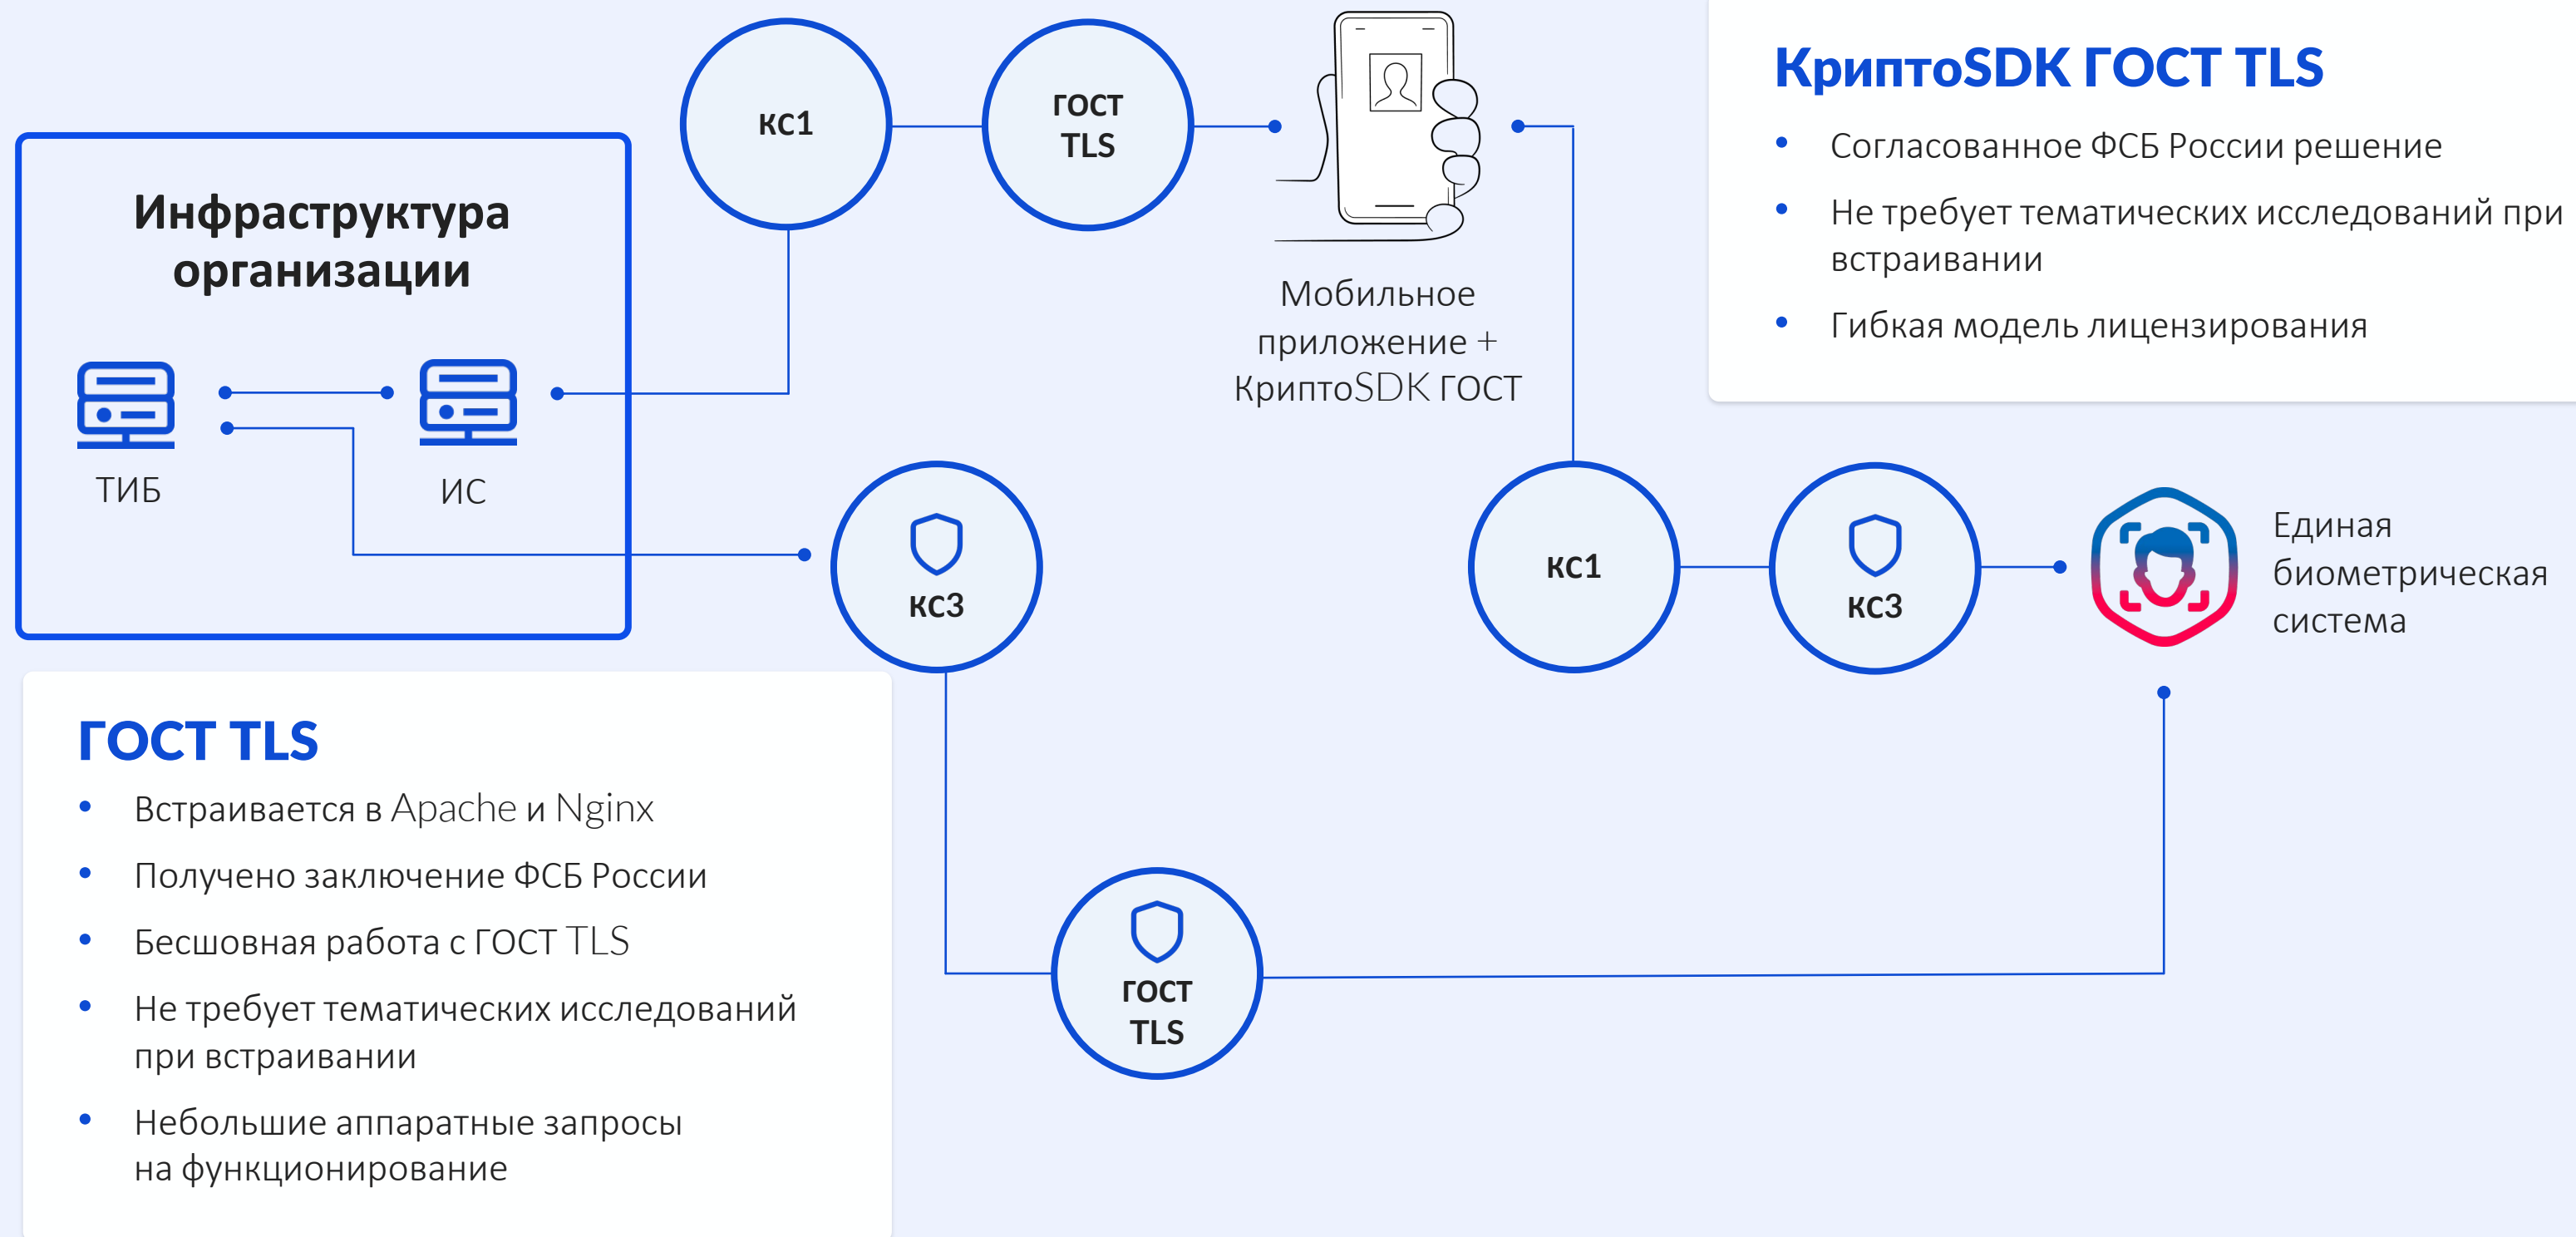 КС1
ГОСТ
TLS
КриптоSDK ГОСТ TLS
Согласованное ФСБ России решение
Не требует тематических исследований при
встраивании
Гибкая модель лицензирования
Инфраструктура
организации
ТИБ
ИС
Мобильное
приложение +
КриптоSDK ГОСТ
КС3
КС1
КС3
Единая
биометрическая
система
ГОСТ TLS
Встраивается в Apache и Nginx
Получено заключение ФСБ России
Бесшовная работа с ГОСТ TLS
Не требует тематических исследований
при встраивании
Небольшие аппаратные запросы
на функционирование
ГОСТ
TLS